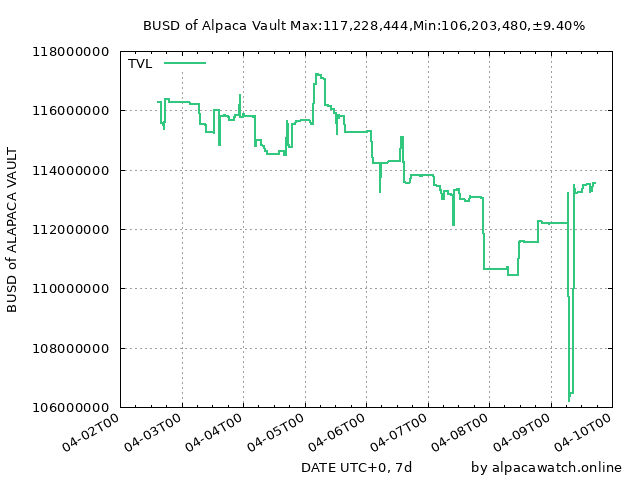 BUSD of Alpaca Vault Max:117,228,444,Min:106,203,480,±9.40%
TVL
118000000
116000000
114000000
112000000
110000000
108000000
106000000
BUSD of ALAPACA VAULT
04-02T00
04-03T00
04-04T00
04-05T00
04-06T00
04-07T00
04-08T00
04-09T00
04-10T00
DATE UTC+0, 7d
by alpacawatch.online